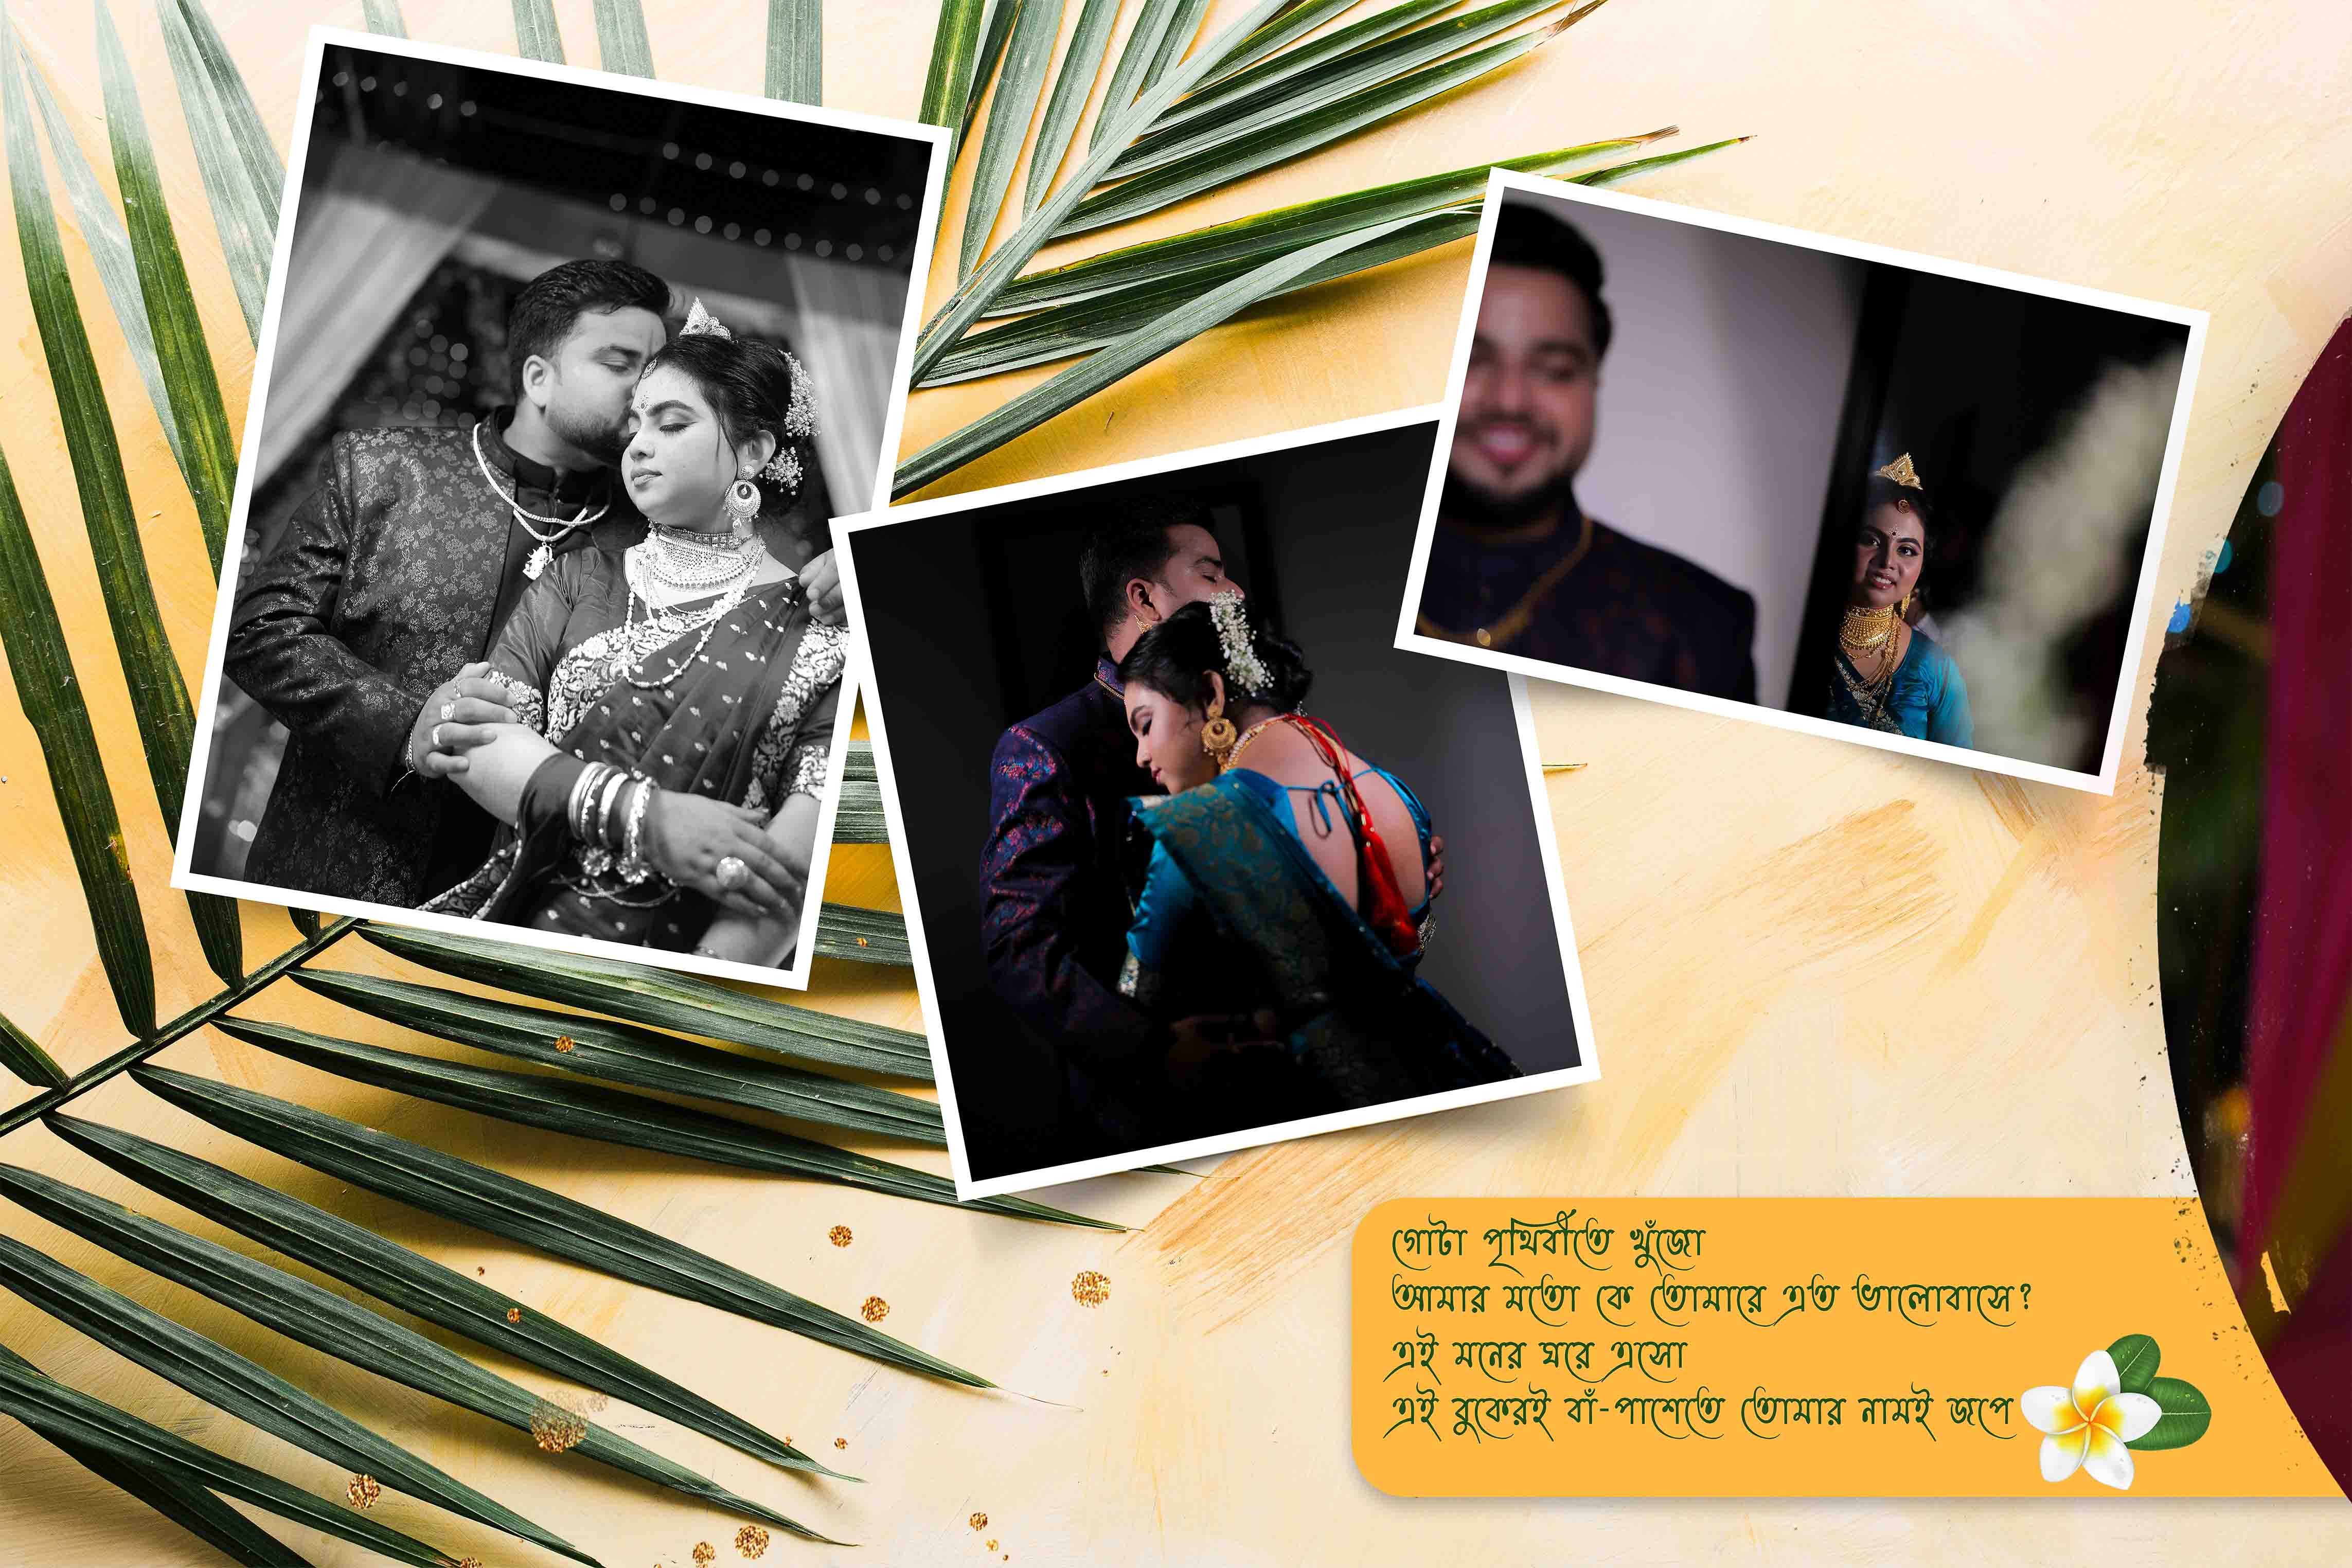 গোটা পৃথিবীতে খুঁজো
আমার মতো কে তোমারে এত ভালোবাসে?
এই মনের ঘরে এসো
এই বুকেরই বাঁ-পাশেতে তোমার নামই জপে